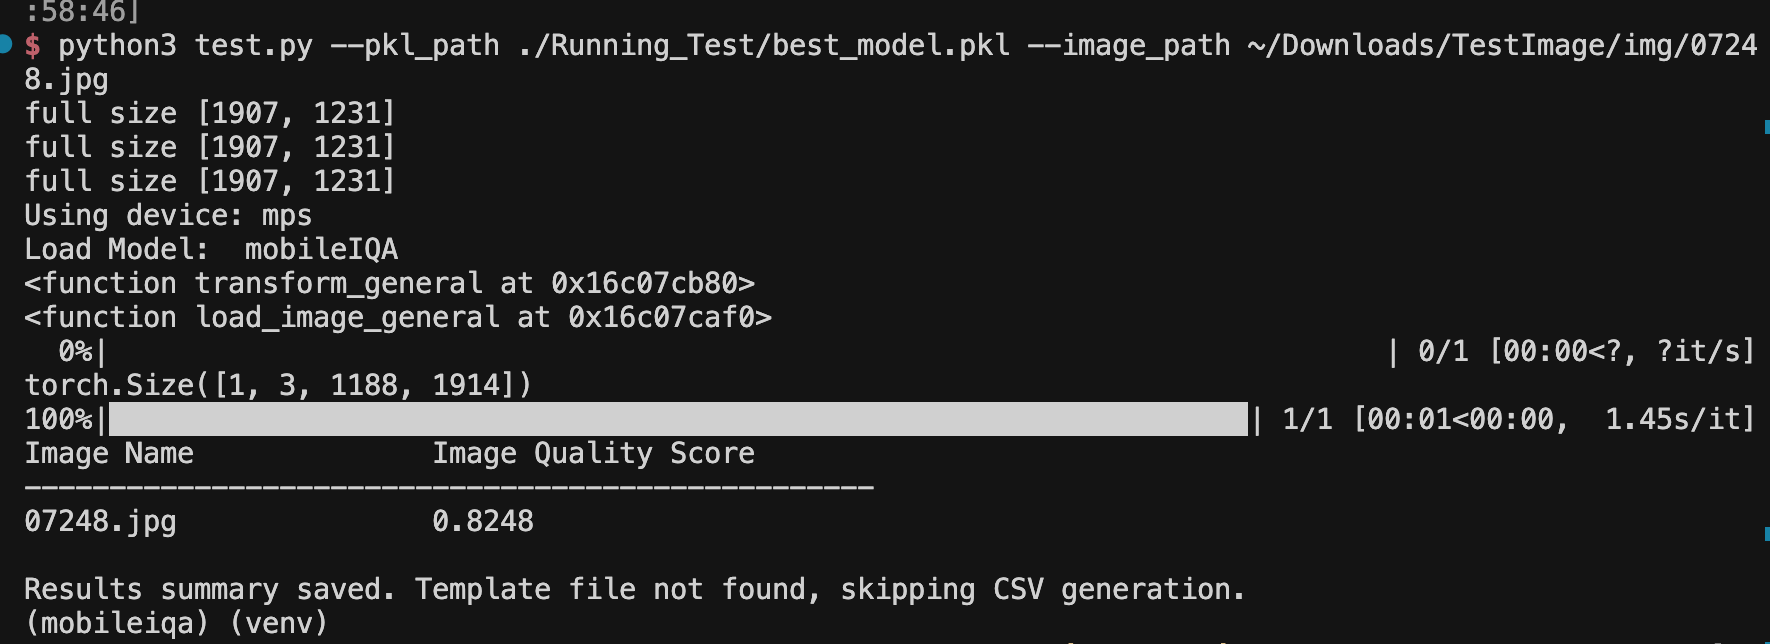 :58:46]
$ python3 test.py --pkl_path ./Running_Test/best_model.pkl --image_path ~/Downloads/TestImage/img/0724
8.jpg
full size [1907, 1231]
full size [1907, 1231]
full size [1907, 1231]
Using device: mps
Load Model:  mobileIQA
<function transform_general at 0x16c07cb80>
<function load_image_general at 0x16c07caf0>
  0%|                                                                           | 0/1 [00:00<?, ?it/s]
torch.Size([1, 3, 1188, 1914])
100%|███████████████████████████████████████████████████████████████████| 1/1 [00:01<00:00,  1.45s/it]
Image Name              Image Quality Score
--------------------------------------------------
07248.jpg               0.8248
Results summary saved. Template file not found, skipping CSV generation.
(mobileiqa) (venv)